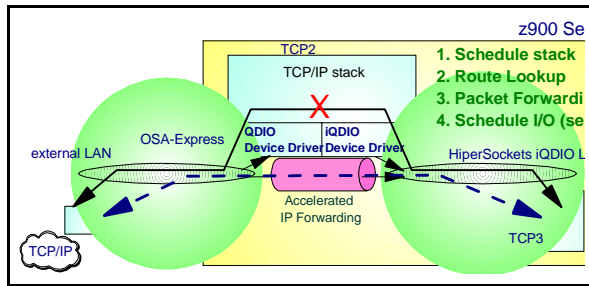 z900 Se
TCP2
TCP/IP stack
1. Schedule stack
2. Route Lookup
3. Packet Forwardi
4. Schedule I/O (se
X
QDIO
Device Driver
iQDIO
Device Driver
OSA-Express
external LAN
HiperSockets iQDIO L
Accelerated
IP Forwarding
TCP/IP
TCP3